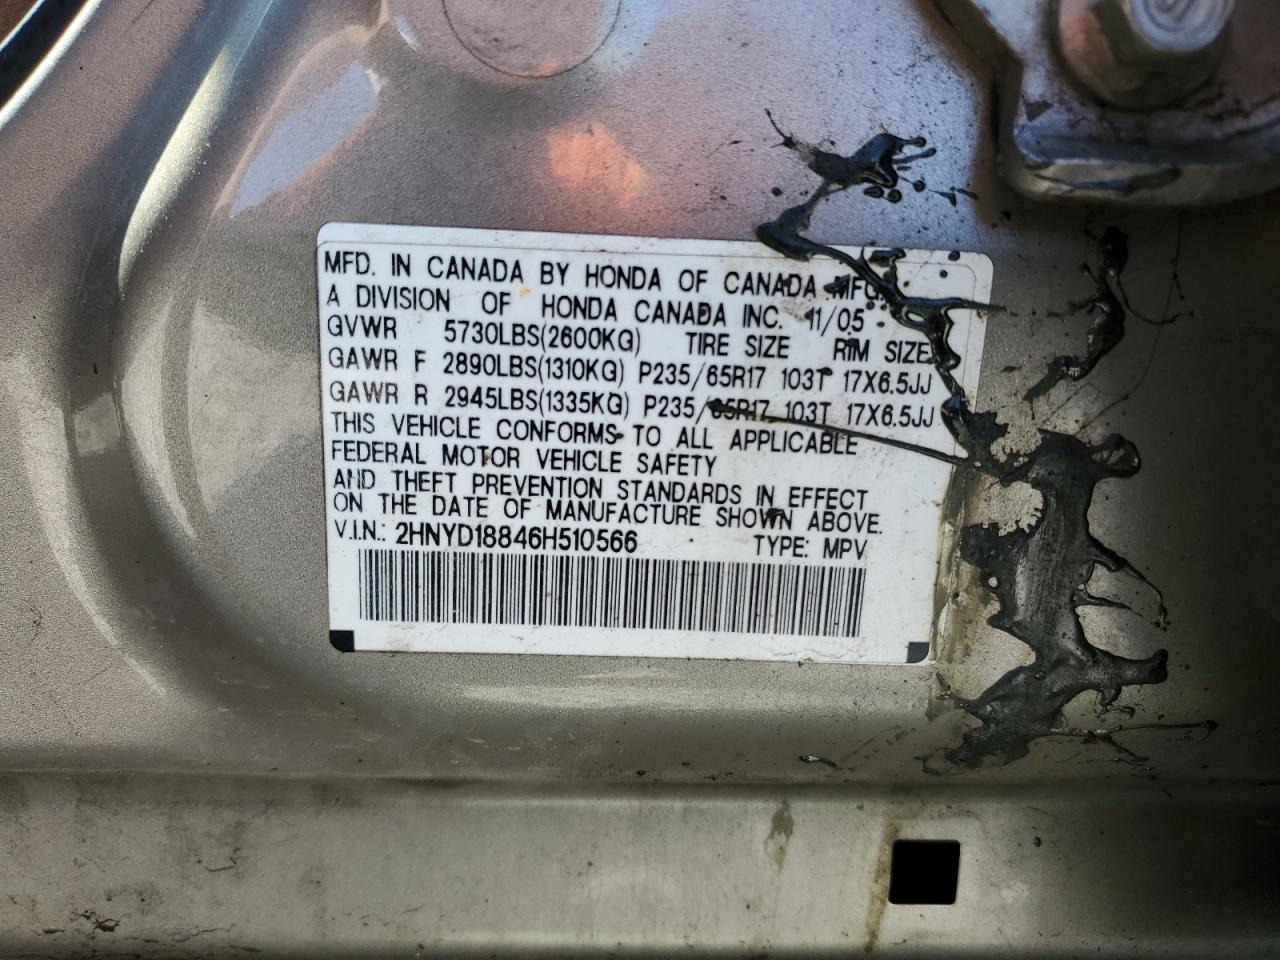 MFD. IN CANADA BY HONDA OF CANADA MFG.
A DIVISION OF HONDA CANADA INC. 11/05
GVWR 5730LBS(2600KG) TIRE SIZE RIM SIZE
GAWR F 2890LBS(1310KG) P235/65R17 103T 17X6.5JJ
GAWR R 2945LBS(1335KG) P235/65R17 103T 17X6.5JJ
THIS VEHICLE CONFORMS TO ALL APPLICABLE
FEDERAL MOTOR VEHICLE SAFETY
AND THEFT PREVENTION STANDARDS IN EFFECT
ON THE DATE OF MANUFACTURE SHOWN ABOVE.
V.I.N.: 2HNYD18846H510566 TYPE: MPV